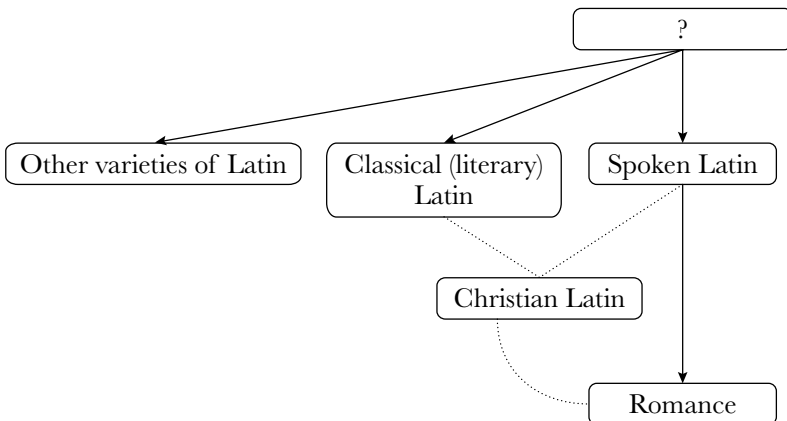 ?
Other varieties of Latin
Classical (literary)
Latin
Spoken Latin
Christian Latin
Romance